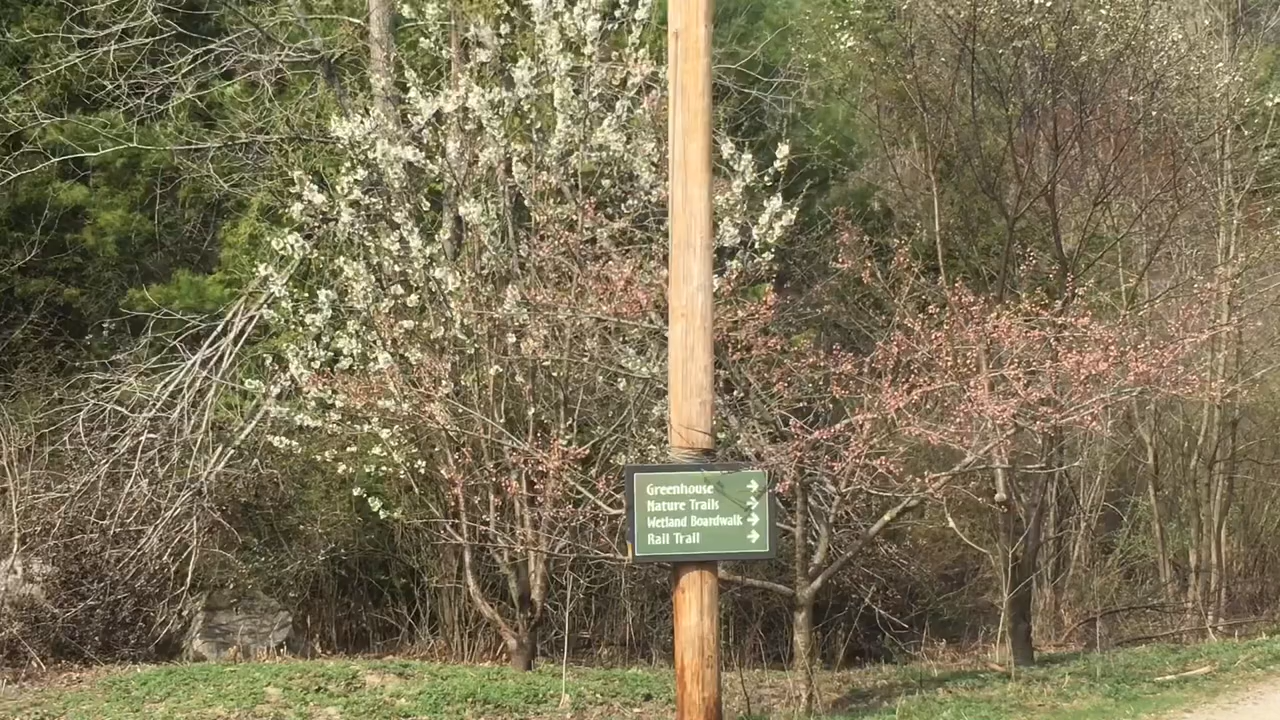 Greenhouse →
Nature Trails →
Wetland Boardwalk →
Rail Trail →